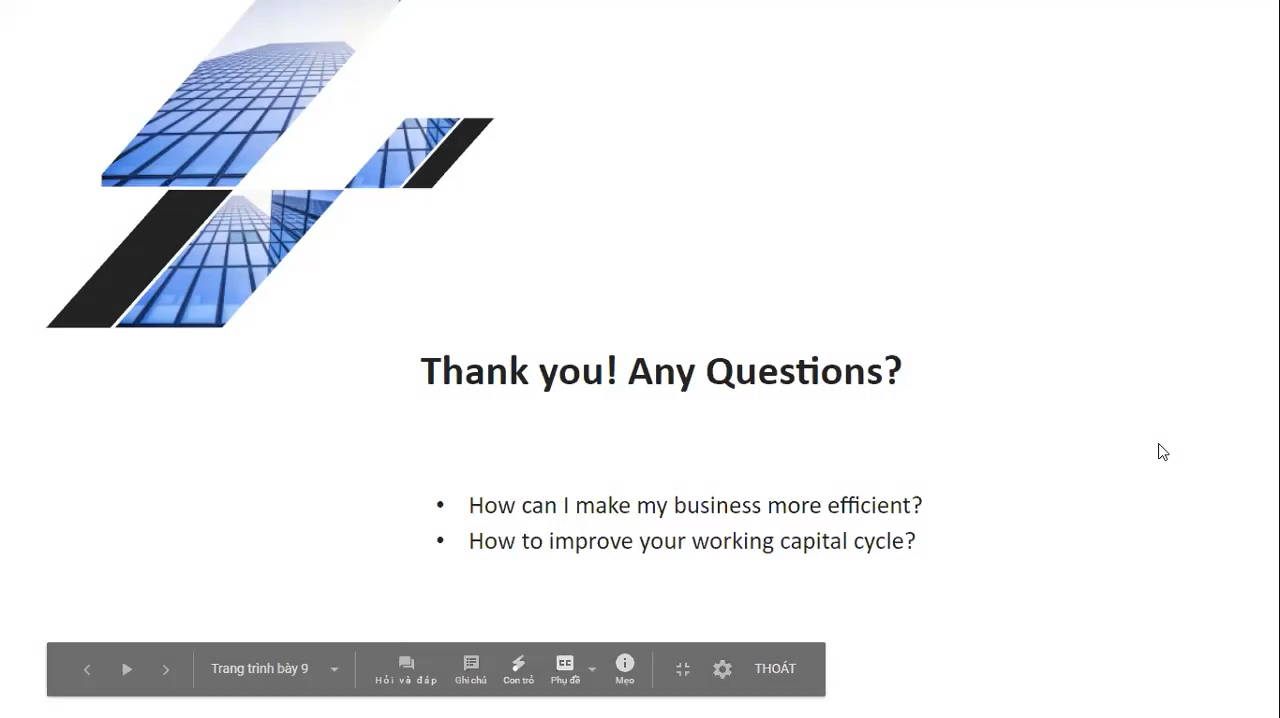 Thank you! Any Questions?
• How can I make my business more efficient?
• How to improve your working capital cycle?
Trang trình bày 9
Hỏi và đáp
Ghi chú
Con trỏ
CC
Phụ đề
Mẹo
THOÁT